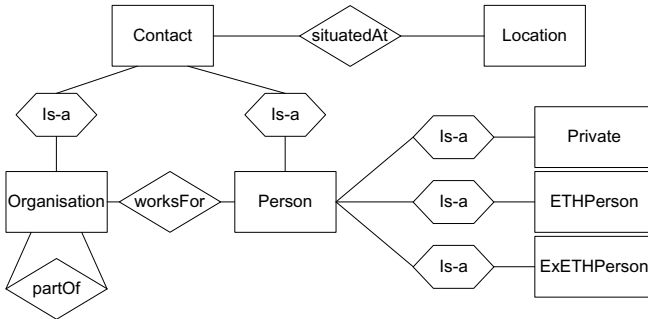 Contact
situatedAt
Location
Is-a
Is-a
Is-a
Private
Organisation
worksFor
Person
Is-a
ETHPerson
Is-a
ExETHPerson
partOf